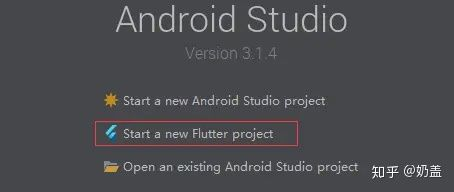 Android Studio
Version 3.1.4
Start a new Android Studio project
Start a new Flutter project
Open an existing Android Studio project
知乎 @奶盖